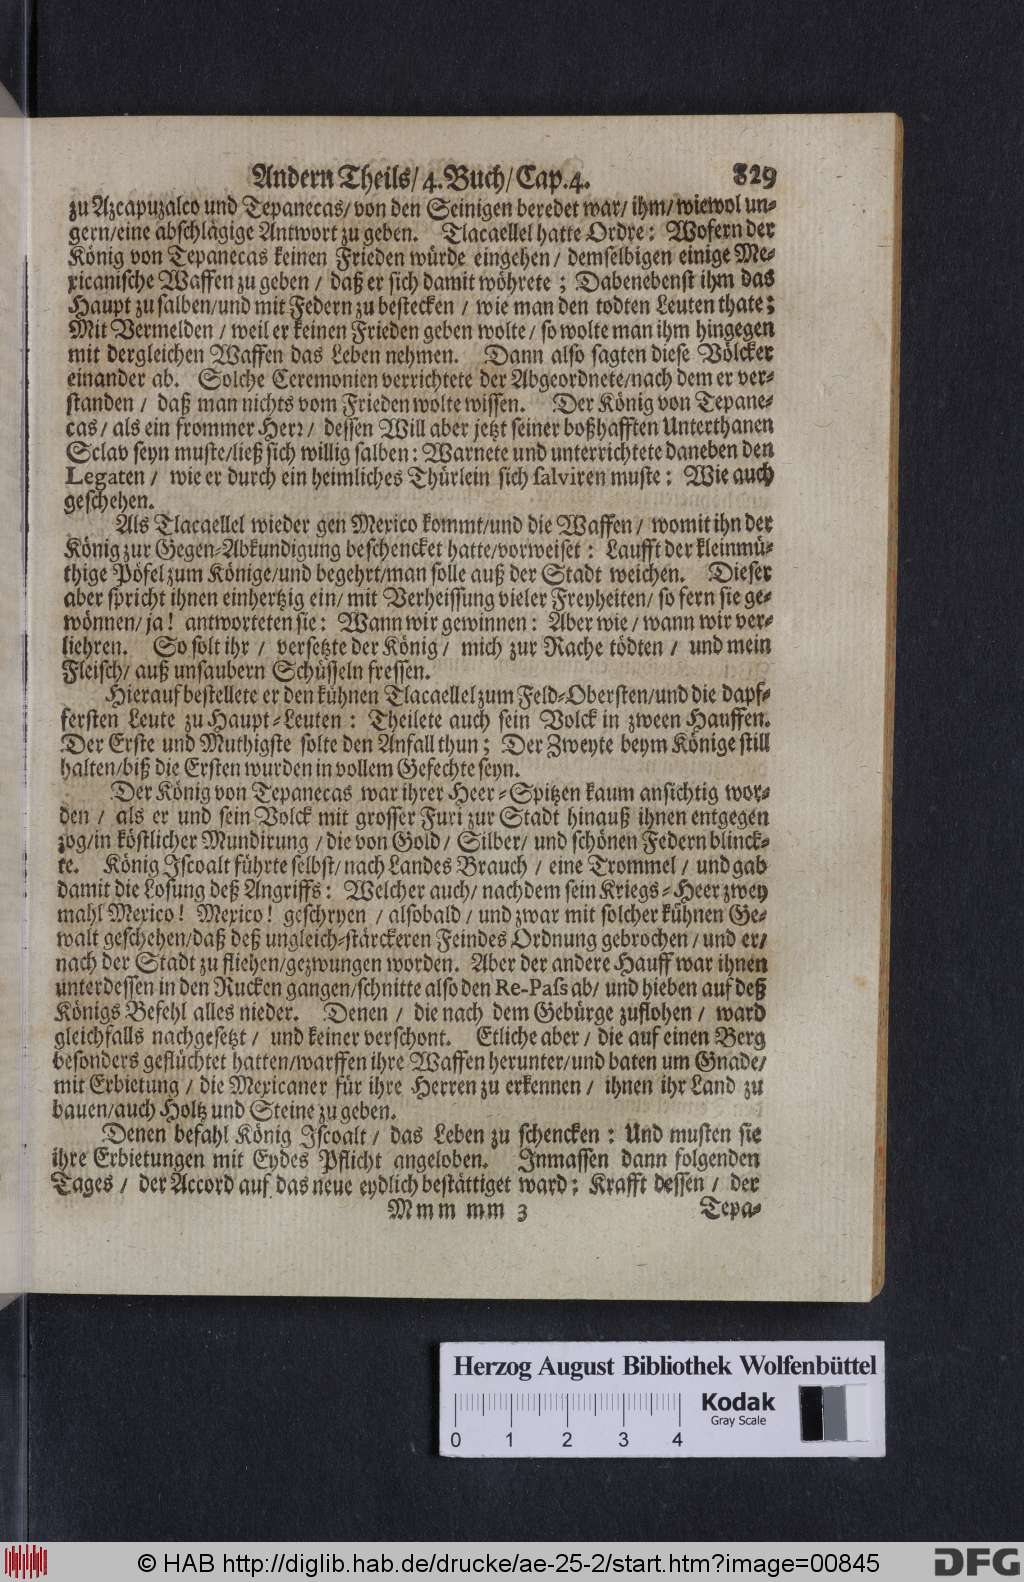 Andern Theils/ 4. Buch/ Cap. 4. 829
zu Azcapuzalco und Tepanecas/ von den Seinigen beredet war/ ihm/ wiewol un-
gern/ eine abschlägige Antwort zu geben. Tlacaellel hatte Ordre: Wofern der
König von Tepanecas keinen Frieden würde eingehen / demselbigen einige Me-
xicanische Waffen zu geben / daß er sich damit wöhrete ; Dabenebenst ihm das
Haupt zu salben/ und mit Federn zu bestecken / wie man den todten Leuten thate;
Mit Vermelden / weil er keinen Frieden geben wolte / so wolte man ihm hingegen
mit dergleichen Waffen das Leben nehmen. Dann also sagten diese Völcker
einander ab. Solche Ceremonien verrichtete der Abgeordnete/ nach dem er ver-
standen / daß man nichts vom Frieden wolte wissen. Der König von Tepane-
cas / als ein frommer Herr / dessen Will aber jetzt seiner boßhafften Unterthanen
Sclav seyn muste/ ließ sich willig salben: Warnete und unterrichtete daneben den
Legaten / wie er durch ein heimliches Thürlein sich salviren muste: Wie auch
geschehen.
Als Tlacaellel wieder gen Mexico kommt/ und die Waffen / womit ihn der
König zur Gegen-Abkundigung beschencket hatte/ vorweiset: Laufft der kleinmü-
thige Pöfel zum Könige/ und begehrt/ man solle auß der Stadt weichen. Dieser
aber spricht ihnen einhertzig ein/ mit Verheissung vieler Freyheiten/ so fern sie ge-
wönnen/ ja! antworteten sie: Wann wir gewinnen: Aber wie / wann wir ver-
liehren. So solt ihr / versetzte der König / mich zur Rache tödten / und mein
Fleisch/ auß unsaubern Schüsseln fressen.
Hierauf bestellete er den kühnen Tlacaellel zum Feld-Obersten/ und die dapf-
fersten Leute zu Haupt-Leuten: Theilete auch sein Volck in zween Hauffen.
Der Erste und Muthigste solte den Anfall thun; Der Zweyte beym Könige still
halten/ biß die Ersten wurden in vollem Gefechte seyn.
Der König von Tepanecas war ihrer Heer-Spitzen kaum ansichtig wor-
den / als er und sein Volck mit grosser Furi zur Stadt hinauß ihnen entgegen
zog/ in köstlicher Mundirung / die von Gold / Silber/ und schönen Federn blinck-
te. König Iscoalt führte selbst/ nach Landes Brauch / eine Trommel / und gab
damit die Losung deß Angriffs: Welcher auch/ nachdem sein Kriegs-Heer zwey
mahl Mexico! Mexico! geschryen / alsobald / und zwar mit solcher kühnen Ge-
walt geschehen/ daß deß ungleich-stärckeren Feindes Ordnung gebrochen / und er/
nach der Stadt zu fliehen/ gezwungen worden. Aber der andere Hauff war ihnen
unterdessen in den Rucken gangen/ schnitte also den Re-Pass ab/ und hieben auf deß
Königs Befehl alles nieder. Denen / die nach dem Gebürge zuflohen / ward
gleichfalls nachgesetzt / und keiner verschont. Etliche aber / die auf einen Berg
besonders geflüchtet hatten/ warffen ihre Waffen herunter/ und baten um Gnade/
mit Erbietung / die Mexicaner für ihre Herren zu erkennen / ihnen ihr Land zu
bauen/ auch Holtz und Steine zu geben.
Denen befahl König Iscoalt / das Leben zu schencken: Und musten sie
ihre Erbietungen mit Eydes Pflicht angeloben. Inmassen dann folgenden
Tages / der Accord auf das neue eydlich bestättiget ward; Krafft dessen / der
Mmm mm 3 Tepa-
Herzog August Bibliothek Wolfenbüttel
Kodak
Gray Scale
0 1 2 3 4
© HAB http://diglib.hab.de/drucke/ae-25-2/start.htm?image=00845
DFG